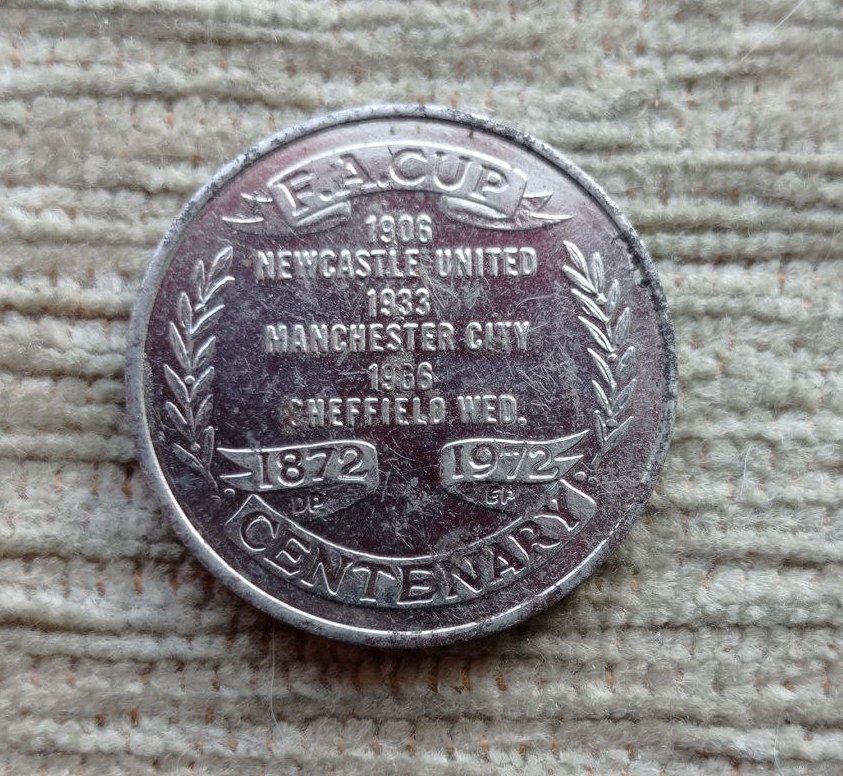 F.A. CUP
1906
NEWCASTLE UNITED
1933
MANCHESTER CITY
1966
SHEFFIELD WED.
1872 1972
CENTENARY